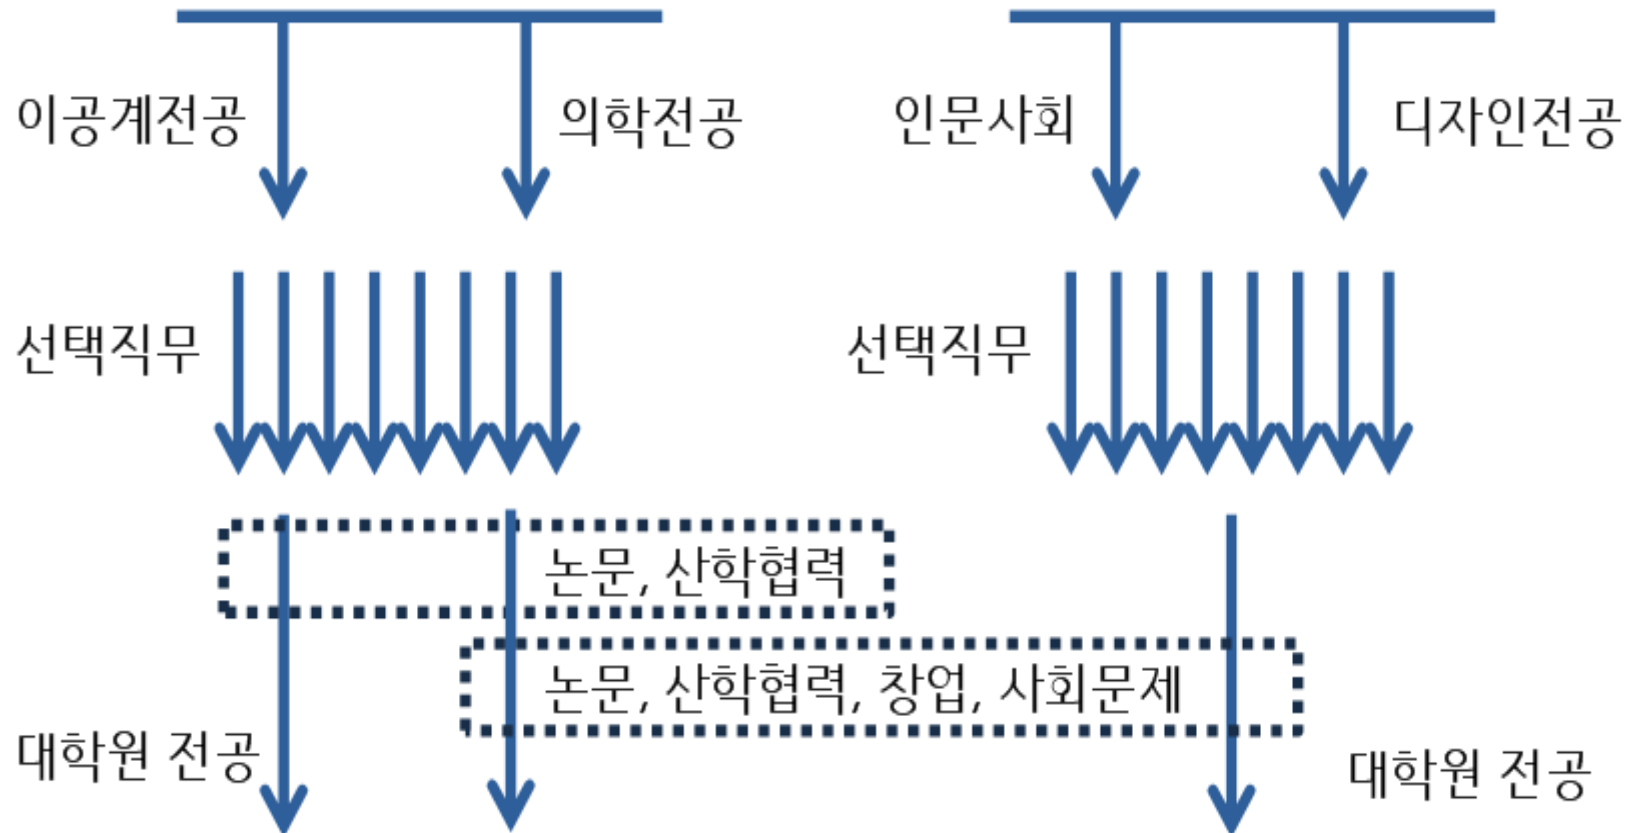 이공계전공
의학전공
인문사회
디자인전공
선택직무
선택직무
논문, 산학협력
논문, 산학협력, 창업, 사회문제
대학원 전공
대학원 전공